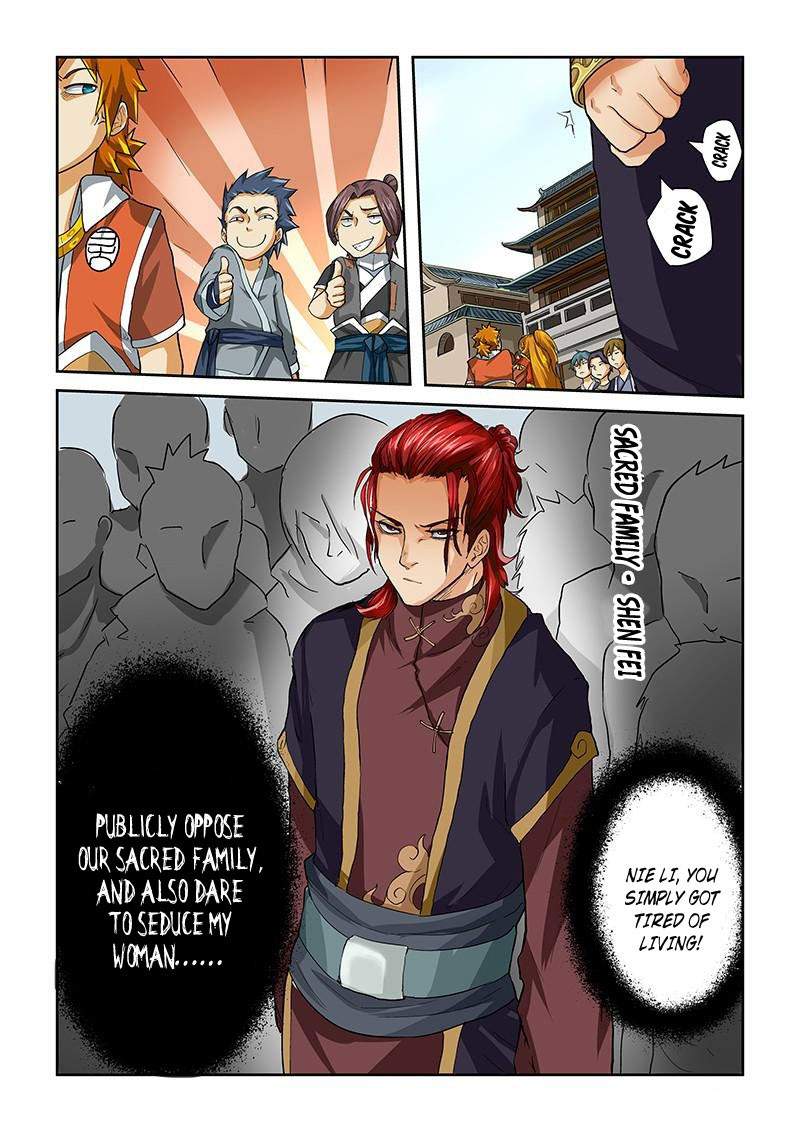 CRACK
CRACK
SACRED FAMILY • SHEN FEI
PUBLICLY OPPOSE
OUR SACRED FAMILY,
AND ALSO DARE
TO SEDUCE MY
WOMAN......
NIE LI, YOU
SIMPLY GOT
TIRED OF
LIVING!